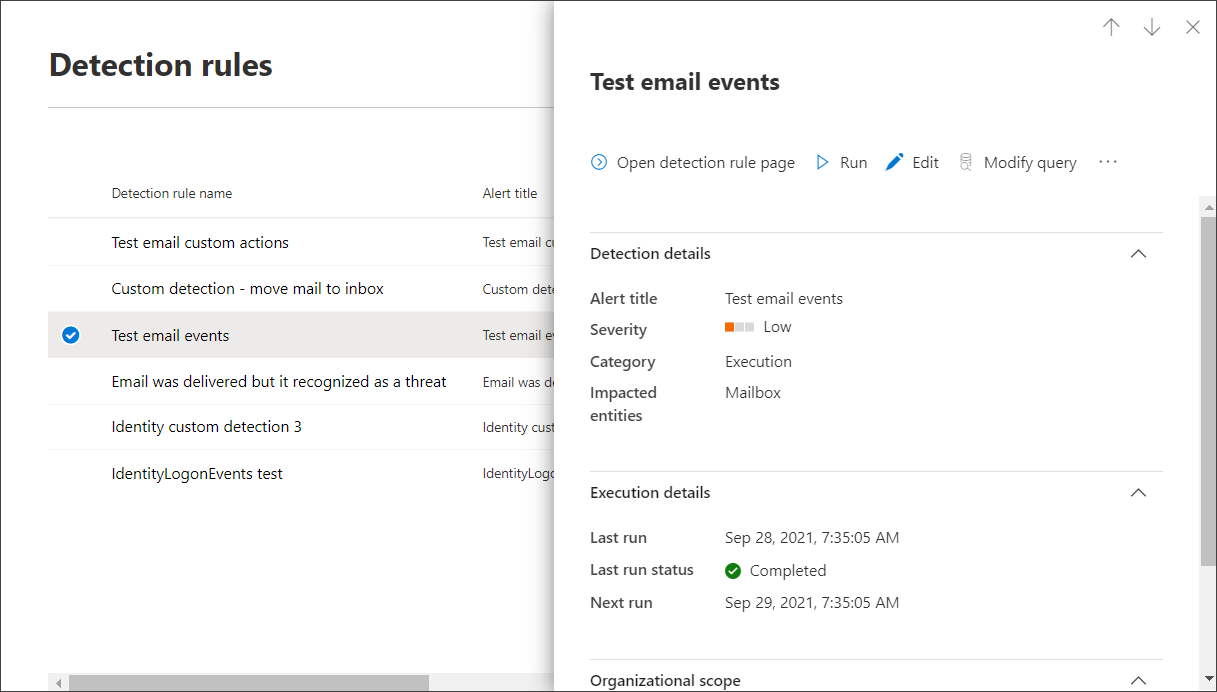 Detection rules
Detection rule name Alert title
Test email custom actions Test email cu
Custom detection - move mail to inbox Custom dete
Test email events Test email ev
Email was delivered but it recognized as a threat Email was de
Identity custom detection 3 Identity cust
IdentityLogonEvents test IdentityLogo
Test email events
Open detection rule page Run Edit Modify query ···
Detection details
Alert title Test email events
Severity Low
Category Execution
Impacted Mailbox
entities
Execution details
Last run Sep 28, 2021, 7:35:05 AM
Last run status Completed
Next run Sep 29, 2021, 7:35:05 AM
Organizational scope